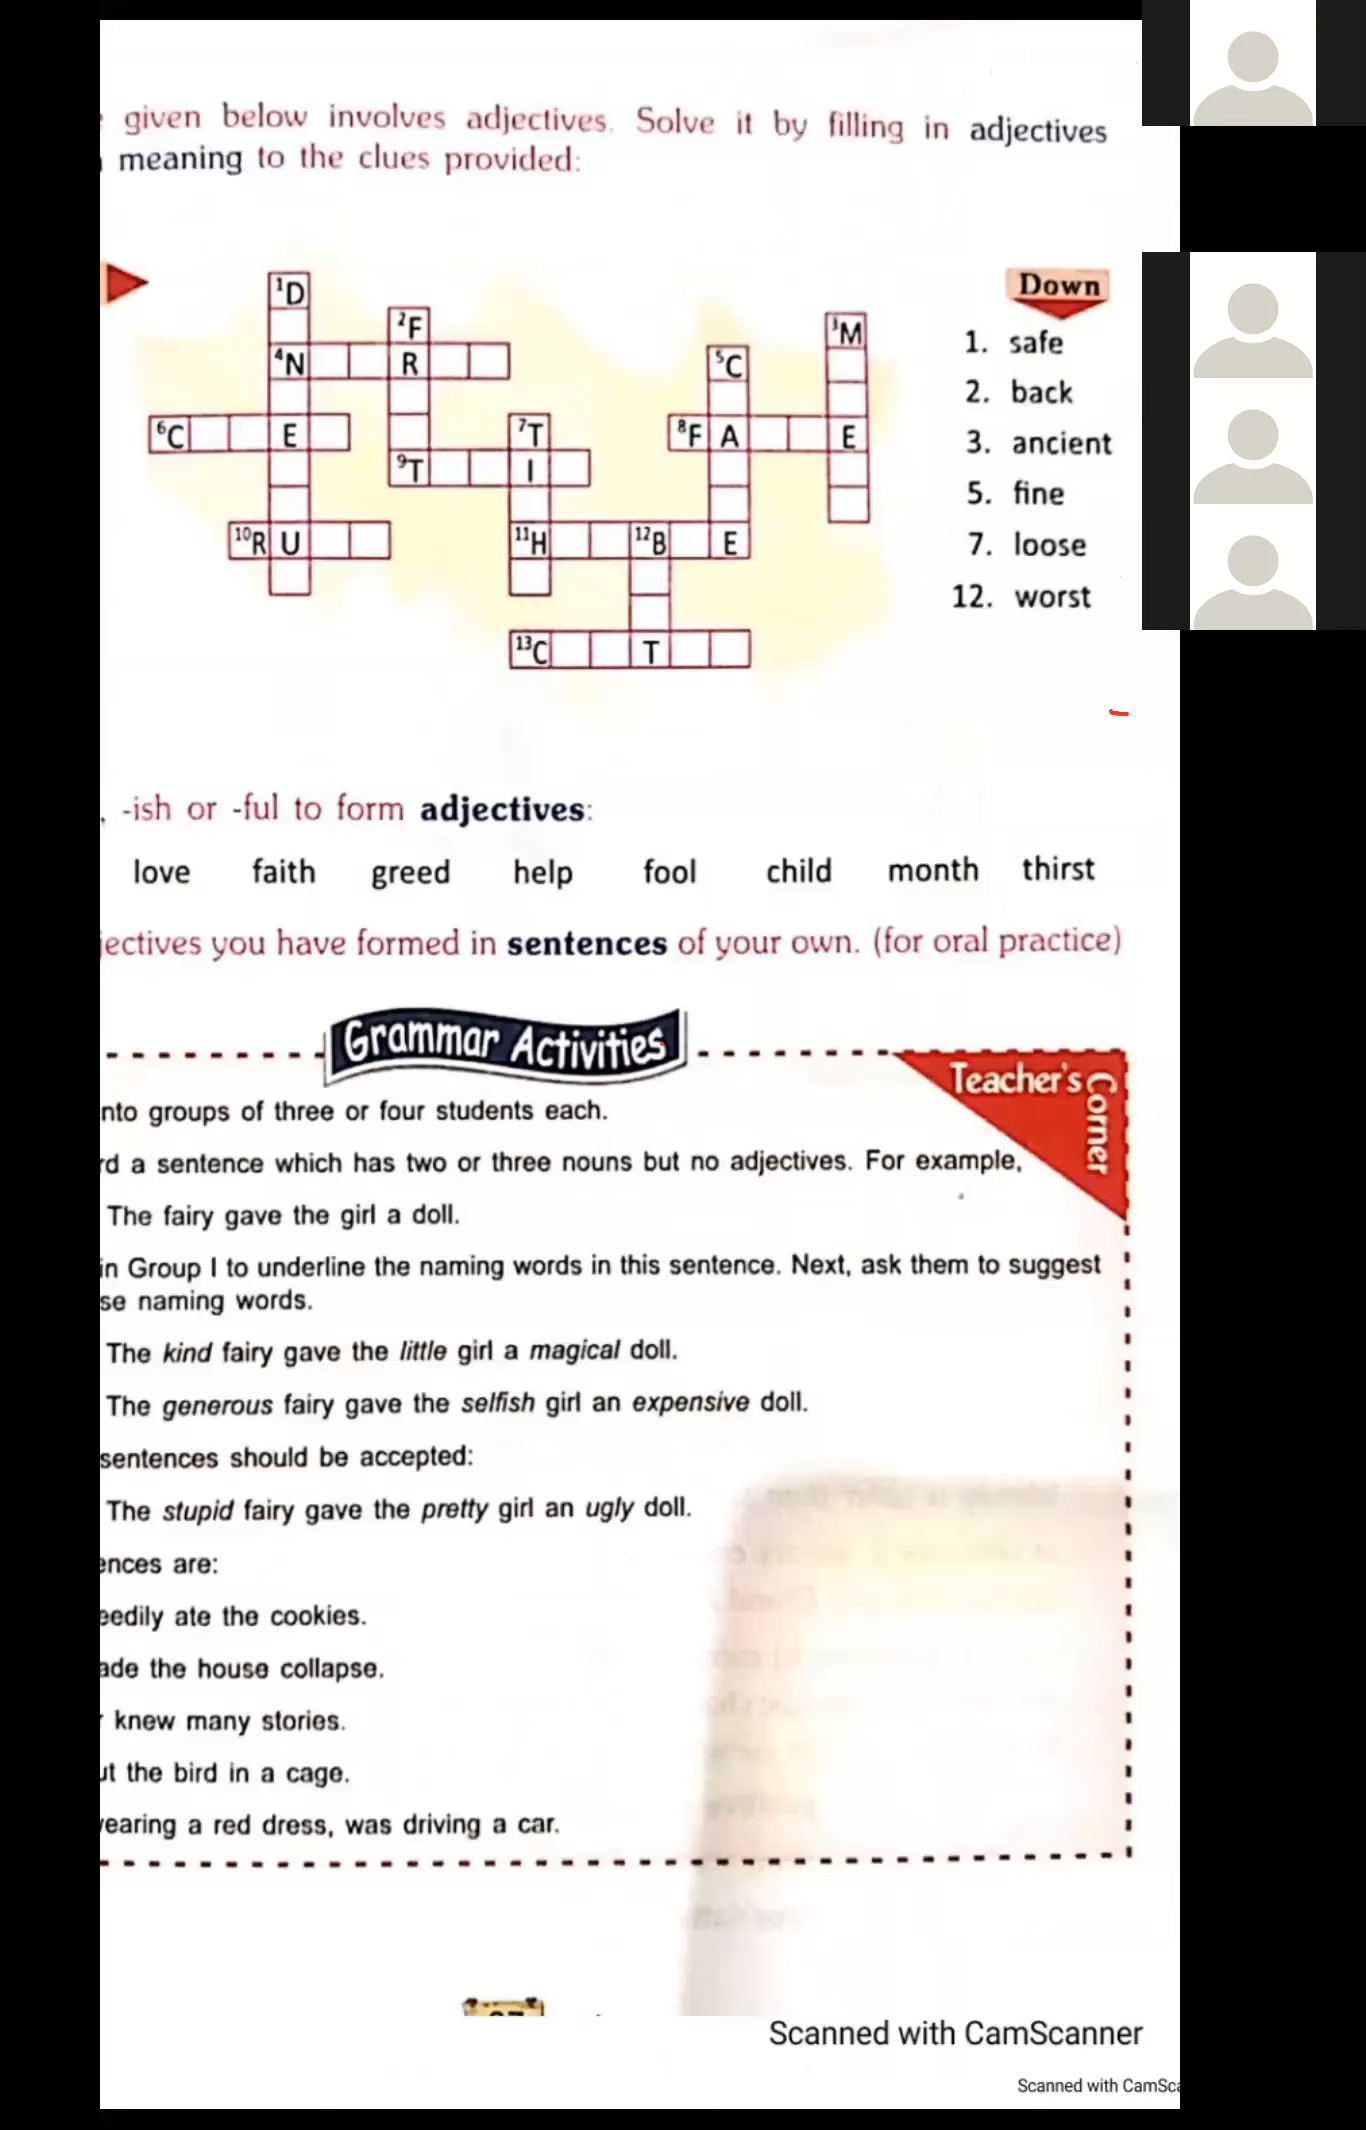 given below involves adjectives. Solve it by filling in adjectives
meaning to the clues provided:
Down
1. safe
2. back
3. ancient
5. fine
7. loose
12. worst
1D
2F
3M
4N R
5C
6C E
7T
8F A E
9T I
10R U
11H 12B E
13C T
, -ish or -ful to form adjectives:
love faith greed help fool child month thirst
jectives you have formed in sentences of your own. (for oral practice)
Grammar Activities
Teacher's Corner
nto groups of three or four students each.
rd a sentence which has two or three nouns but no adjectives. For example,
The fairy gave the girl a doll.
in Group I to underline the naming words in this sentence. Next, ask them to suggest
se naming words.
The kind fairy gave the little girl a magical doll.
The generous fairy gave the selfish girl an expensive doll.
sentences should be accepted:
The stupid fairy gave the pretty girl an ugly doll.
ences are:
eedily ate the cookies.
ade the house collapse.
knew many stories.
ut the bird in a cage.
earing a red dress, was driving a car.
Scanned with CamScanner
Scanned with CamSca